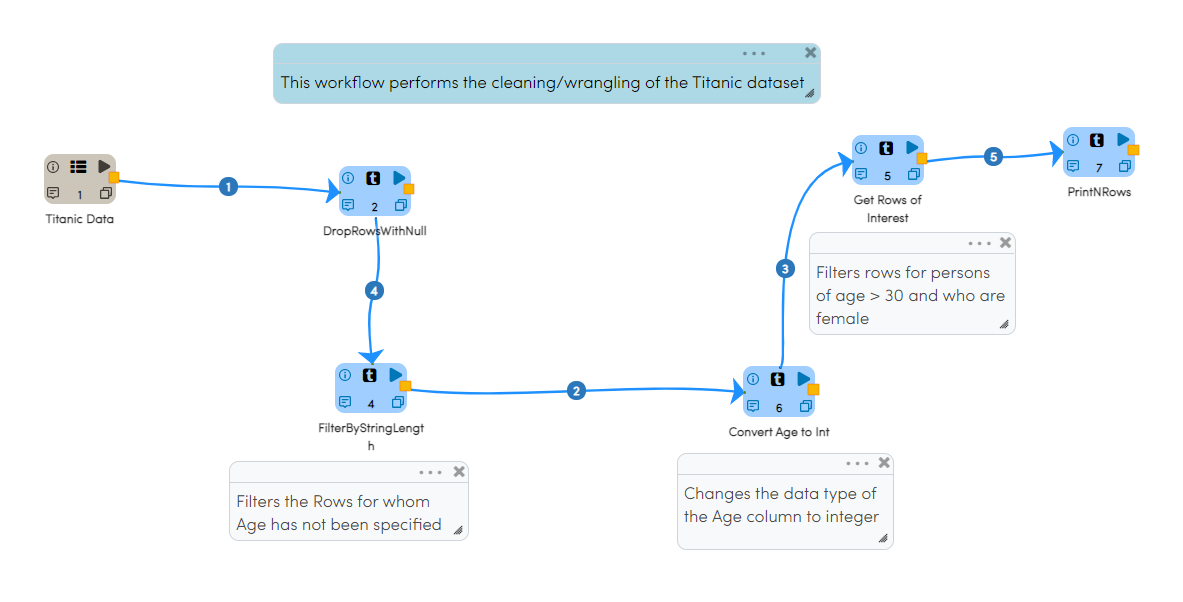 This workflow performs the cleaning/wrangling of the Titanic dataset
1
Titanic Data
1
t
2
DropRowsWithNull
4
t
4
FilterByStringLengt
h
Filters the Rows for whom
Age has not been specified
2
t
6
Convert Age to Int
Changes the data type of
the Age column to integer
3
t
5
Get Rows of
Interest
Filters rows for persons
of age > 30 and who are
female
5
t
7
PrintNRows